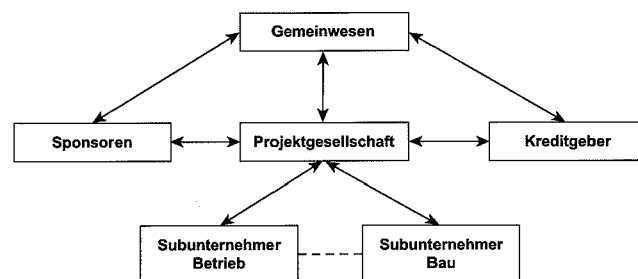 Gemeinwesen
Sponsoren
Projektgesellschaft
Kreditgeber
Subunternehmer
Betrieb
Subunternehmer
Bau